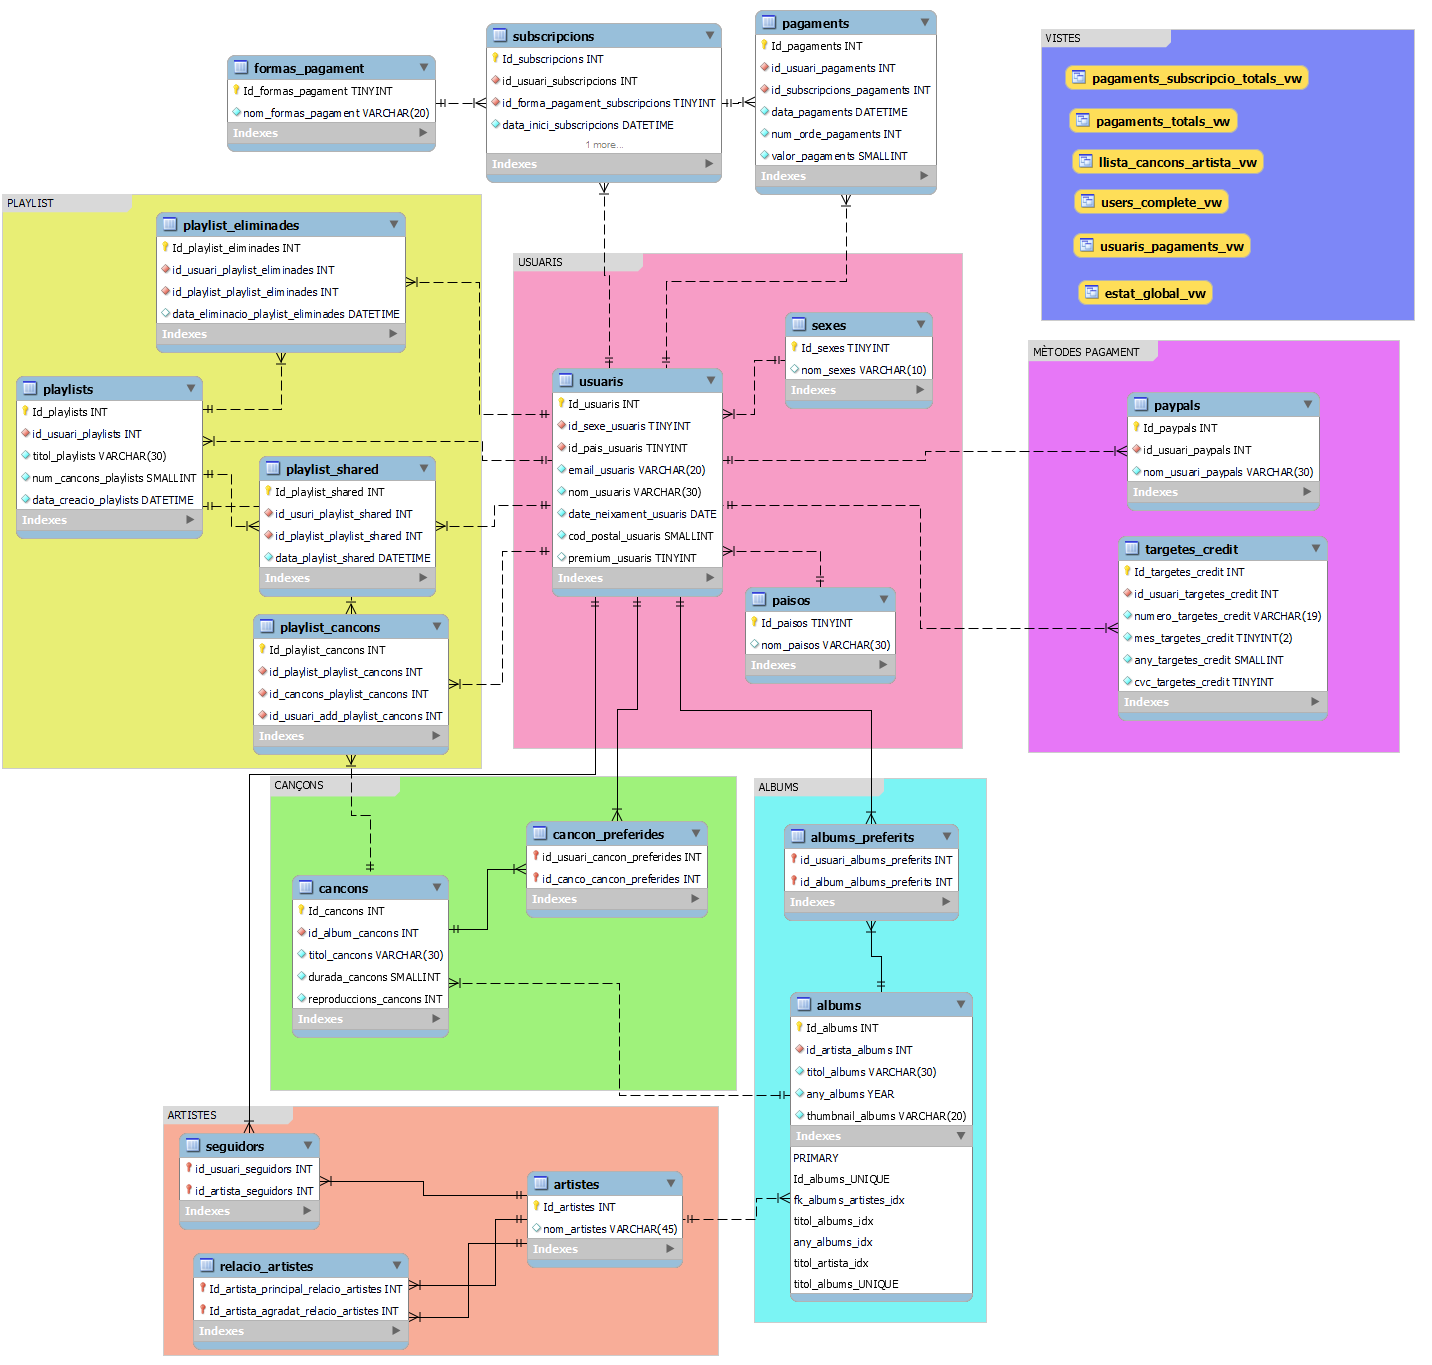 formas_pagament
Id_formas_pagament TINYINT
nom_formas_pagament VARCHAR(20)
Indexes
subscripcions
Id_subscripcions INT
id_usuari_subscripcions INT
id_forma_pagament_subscripcions TINYINT
data_inici_subscripcions DATETIME
1 more...
Indexes
pagaments
Id_pagaments INT
id_usuari_pagaments INT
id_subscripcions_pagaments INT
data_pagaments DATETIME
num_orde_pagaments INT
valor_pagaments SMALLINT
Indexes
VISTES
pagaments_subscripcio_totals_vw
pagaments_totals_vw
llista_cancons_artista_vw
users_complete_vw
usuaris_pagaments_vw
estat_global_vw
PLAYLIST
playlist_eliminades
Id_playlist_eliminades INT
id_usuari_playlist_eliminades INT
id_playlist_playlist_eliminades INT
data_eliminacio_playlist_eliminades DATETIME
Indexes
playlists
Id_playlists INT
id_usuari_playlists INT
titol_playlists VARCHAR(30)
num_cancons_playlists SMALLINT
data_creacio_playlists DATETIME
Indexes
playlist_shared
Id_playlist_shared INT
id_usuri_playlist_shared INT
id_playlist_playlist_shared INT
data_playlist_shared DATETIME
Indexes
playlist_cancons
Id_playlist_cancons INT
id_playlist_playlist_cancons INT
id_cancons_playlist_cancons INT
id_usuari_add_playlist_cancons INT
Indexes
USUARIS
sexes
Id_sexes TINYINT
nom_sexes VARCHAR(10)
Indexes
usuaris
Id_usuaris INT
id_sexe_usuaris TINYINT
id_pais_usuaris TINYINT
email_usuaris VARCHAR(20)
nom_usuaris VARCHAR(30)
date_neixament_usuaris DATE
cod_postal_usuaris SMALLINT
premium_usuaris TINYINT
Indexes
paisos
Id_paisos TINYINT
nom_paisos VARCHAR(30)
Indexes
MÈTODES PAGAMENT
paypals
Id_paypals INT
id_usuari_paypals INT
nom_usuari_paypals VARCHAR(30)
Indexes
targetes_credit
Id_targetes_credit INT
id_usuari_targetes_credit INT
numero_targetes_credit VARCHAR(19)
mes_targetes_credit TINYINT(2)
any_targetes_credit SMALLINT
cvc_targetes_credit TINYINT
Indexes
CANÇONS
cancon_preferides
id_usuari_cancon_preferides INT
id_canco_cancon_preferides INT
Indexes
cancons
Id_cancons INT
id_album_cancons INT
titol_cancons VARCHAR(30)
durada_cancons SMALLINT
reproduccions_cancons INT
Indexes
ALBUMS
albums_preferits
id_usuari_albums_preferits INT
id_album_albums_preferits INT
Indexes
albums
Id_albums INT
id_artista_albums INT
titol_albums VARCHAR(30)
any_albums YEAR
thumbnail_albums VARCHAR(20)
Indexes
PRIMARY
Id_albums_UNIQUE
fk_albums_artistes_idx
titol_albums_idx
any_albums_idx
titol_artista_idx
titol_albums_UNIQUE
ARTISTES
seguidors
id_usuari_seguidors INT
id_artista_seguidors INT
Indexes
artistes
Id_artistes INT
nom_artistes VARCHAR(45)
Indexes
relacio_artistes
Id_artista_principal_relacio_artistes INT
Id_artista_agradat_relacio_artistes INT
Indexes